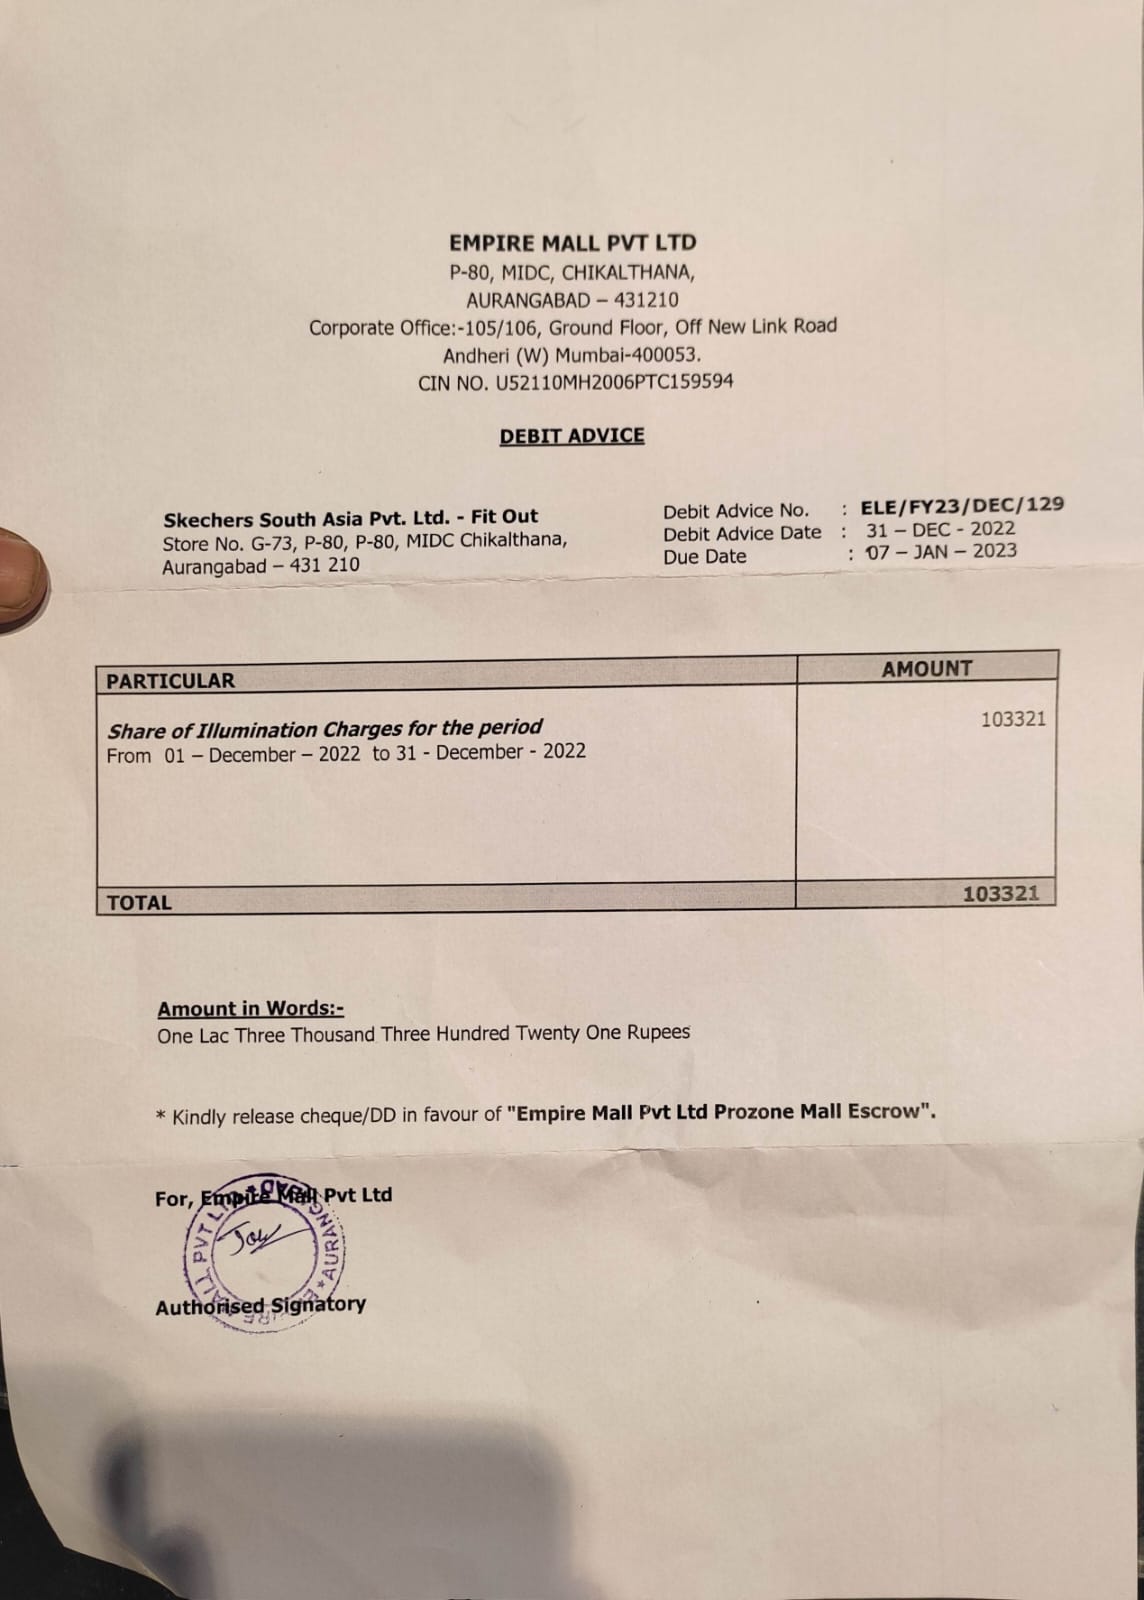 EMPIRE MALL PVT LTD
P-80, MIDC, CHIKALTHANA,
AURANGABAD – 431210
Corporate Office:-105/106, Ground Floor, Off New Link Road
Andheri (W) Mumbai-400053.
CIN NO. U52110MH2006PTC159594
DEBIT ADVICE
Skechers South Asia Pvt. Ltd. - Fit Out
Store No. G-73, P-80, P-80, MIDC Chikalthana,
Aurangabad – 431 210
Debit Advice No. : ELE/FY23/DEC/129
Debit Advice Date : 31 – DEC - 2022
Due Date : 07 – JAN – 2023
PARTICULAR AMOUNT
Share of Illumination Charges for the period 103321
From 01 – December – 2022 to 31 - December - 2022
TOTAL 103321
Amount in Words:-
One Lac Three Thousand Three Hundred Twenty One Rupees
* Kindly release cheque/DD in favour of "Empire Mall Pvt Ltd Prozone Mall Escrow".
For, Empire Mall Pvt Ltd
EMPIRE MALL PVT LTD * AURANGABAD *
Authorised Signatory